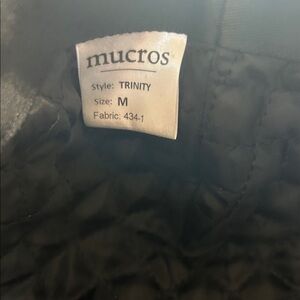 mucros
Style: TRINITY
Size: M
Fabric: 434-1